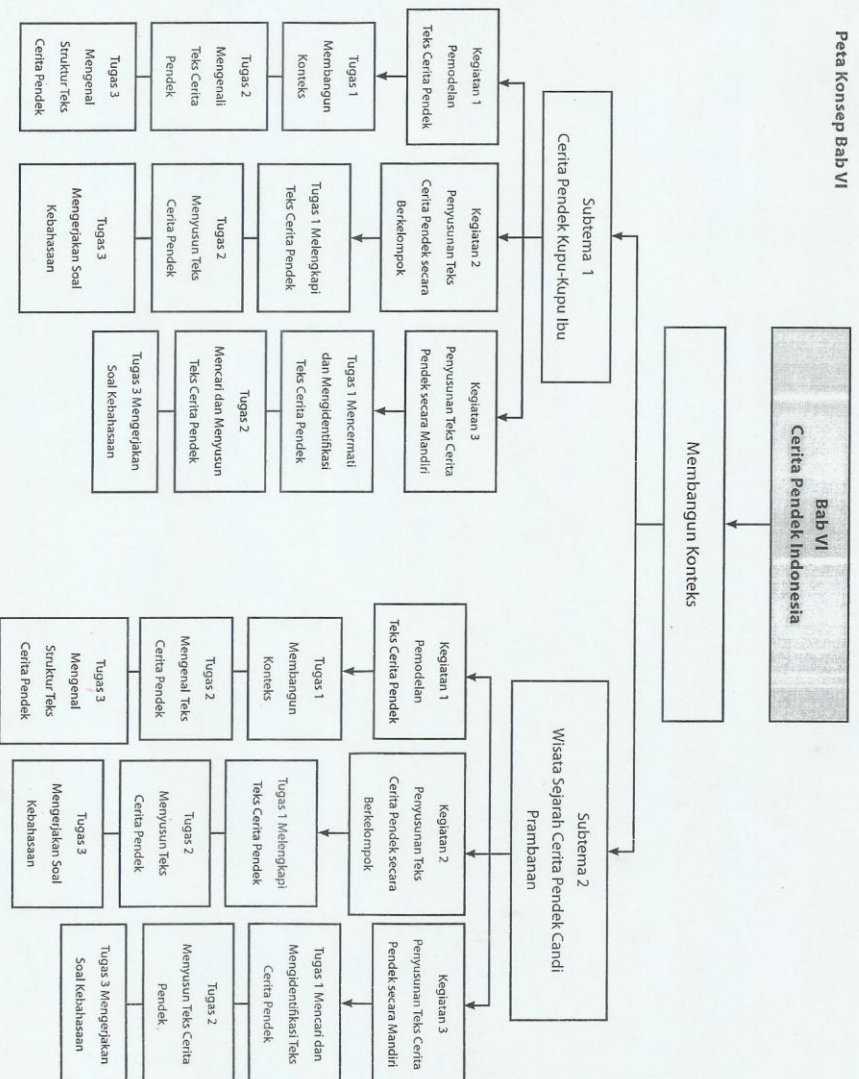 Peta Konsep Bab VI
Bab VI
Cerita Pendek Indonesia
Membangun Konteks
Subtema 1
Cerita Pendek Kupu-Kupu Ibu
Kegiatan 1
Pemodelan
Teks Cerita Pendek
Tugas 1
Membangun
Konteks
Tugas 2
Mengenali
Teks Cerita
Pendek
Tugas 3
Mengenal
Struktur Teks
Cerita Pendek
Kegiatan 2
Penyusunan Teks
Cerita Pendek secara
Berkelompok
Tugas 1 Melengkapi
Teks Cerita Pendek
Tugas 2
Menyusun Teks
Cerita Pendek
Tugas 3
Mengerjakan Soal
Kebahasaan
Kegiatan 3
Penyusunan Teks Cerita
Pendek secara Mandiri
Tugas 1 Mencermati
dan Mengidentifikasi
Teks Cerita Pendek
Tugas 2
Mencari dan Menyusun
Teks Cerita Pendek
Tugas 3 Mengerjakan
Soal Kebahasaan
Subtema 2
Wisata Sejarah Cerita Pendek Candi
Prambanan
Kegiatan 1
Pemodelan
Teks Cerita Pendek
Tugas 1
Membangun
Konteks
Tugas 2
Mengenal Teks
Cerita Pendek
Tugas 3
Mengenal
Struktur Teks
Cerita Pendek
Kegiatan 2
Penyusunan Teks
Cerita Pendek secara
Berkelompok
Tugas 1 Melengkapi
Teks Cerita Pendek
Tugas 2
Menyusun Teks
Cerita Pendek
Tugas 3
Mengerjakan Soal
Kebahasaan
Kegiatan 3
Penyusunan Teks Cerita
Pendek secara Mandiri
Tugas 1 Mencari dan
Mengidentifikasi Teks
Cerita Pendek
Tugas 2
Menyusun Teks Cerita
Pendek
Tugas 3 Mengerjakan
Soal Kebahasaan